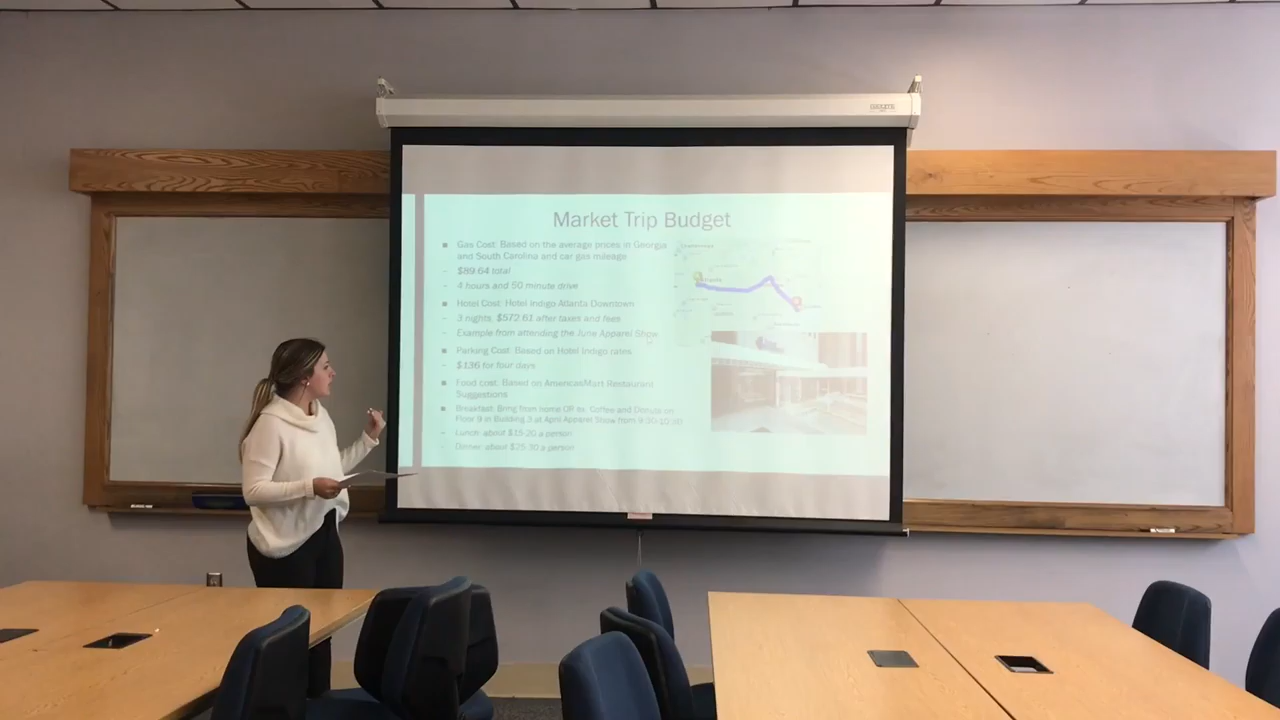 Market Trip Budget
■ Gas Cost: Based on the average prices in Georgia
and South Carolina and car gas mileage
– $89.64 total
– 4 hours and 50 minute drive
■ Hotel Cost: Hotel Indigo Atlanta Downtown
– 3 nights: $572.61 after taxes and fees
– Example from attending the June Apparel Show
■ Parking Cost: Based on Hotel Indigo rates
– $136 for four days
■ Food cost: Based on AmericasMart Restaurant
Suggestions
■ Breakfast: Bring from home OR ex. Coffee and Donuts on
Floor 9 in Building 3 at April Apparel Show from 9:30-10:30
– Lunch: about $15-20 a person
– Dinner: about $25-30 a person